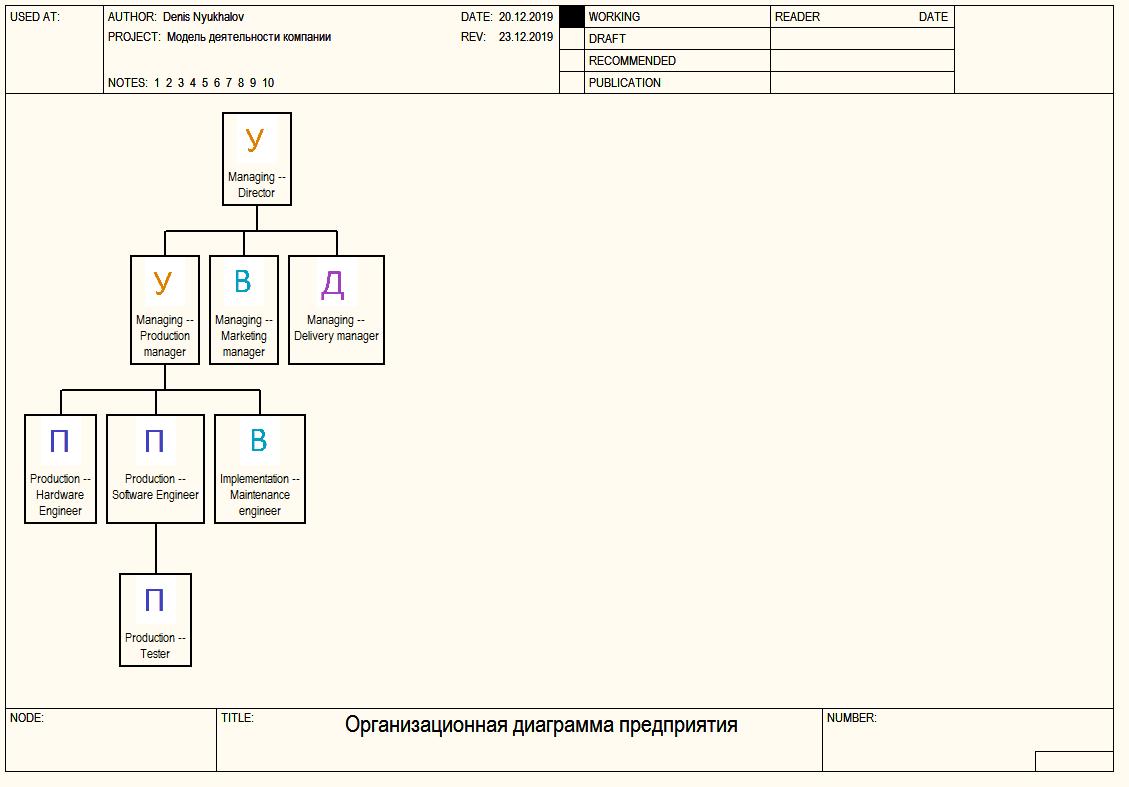 USED AT:
AUTHOR: Denis Nyukhalov
DATE: 20.12.2019
PROJECT: Модель деятельности компании
REV: 23.12.2019
NOTES: 1 2 3 4 5 6 7 8 9 10
WORKING
DRAFT
RECOMMENDED
PUBLICATION
READER DATE
У
Managing --
Director
У
Managing --
Production
manager
В
Managing --
Marketing
manager
Д
Managing --
Delivery manager
П
Production --
Hardware
Engineer
П
Production --
Software Engineer
В
Implementation --
Maintenance
engineer
П
Production --
Tester
NODE:
TITLE:
Организационная диаграмма предприятия
NUMBER: